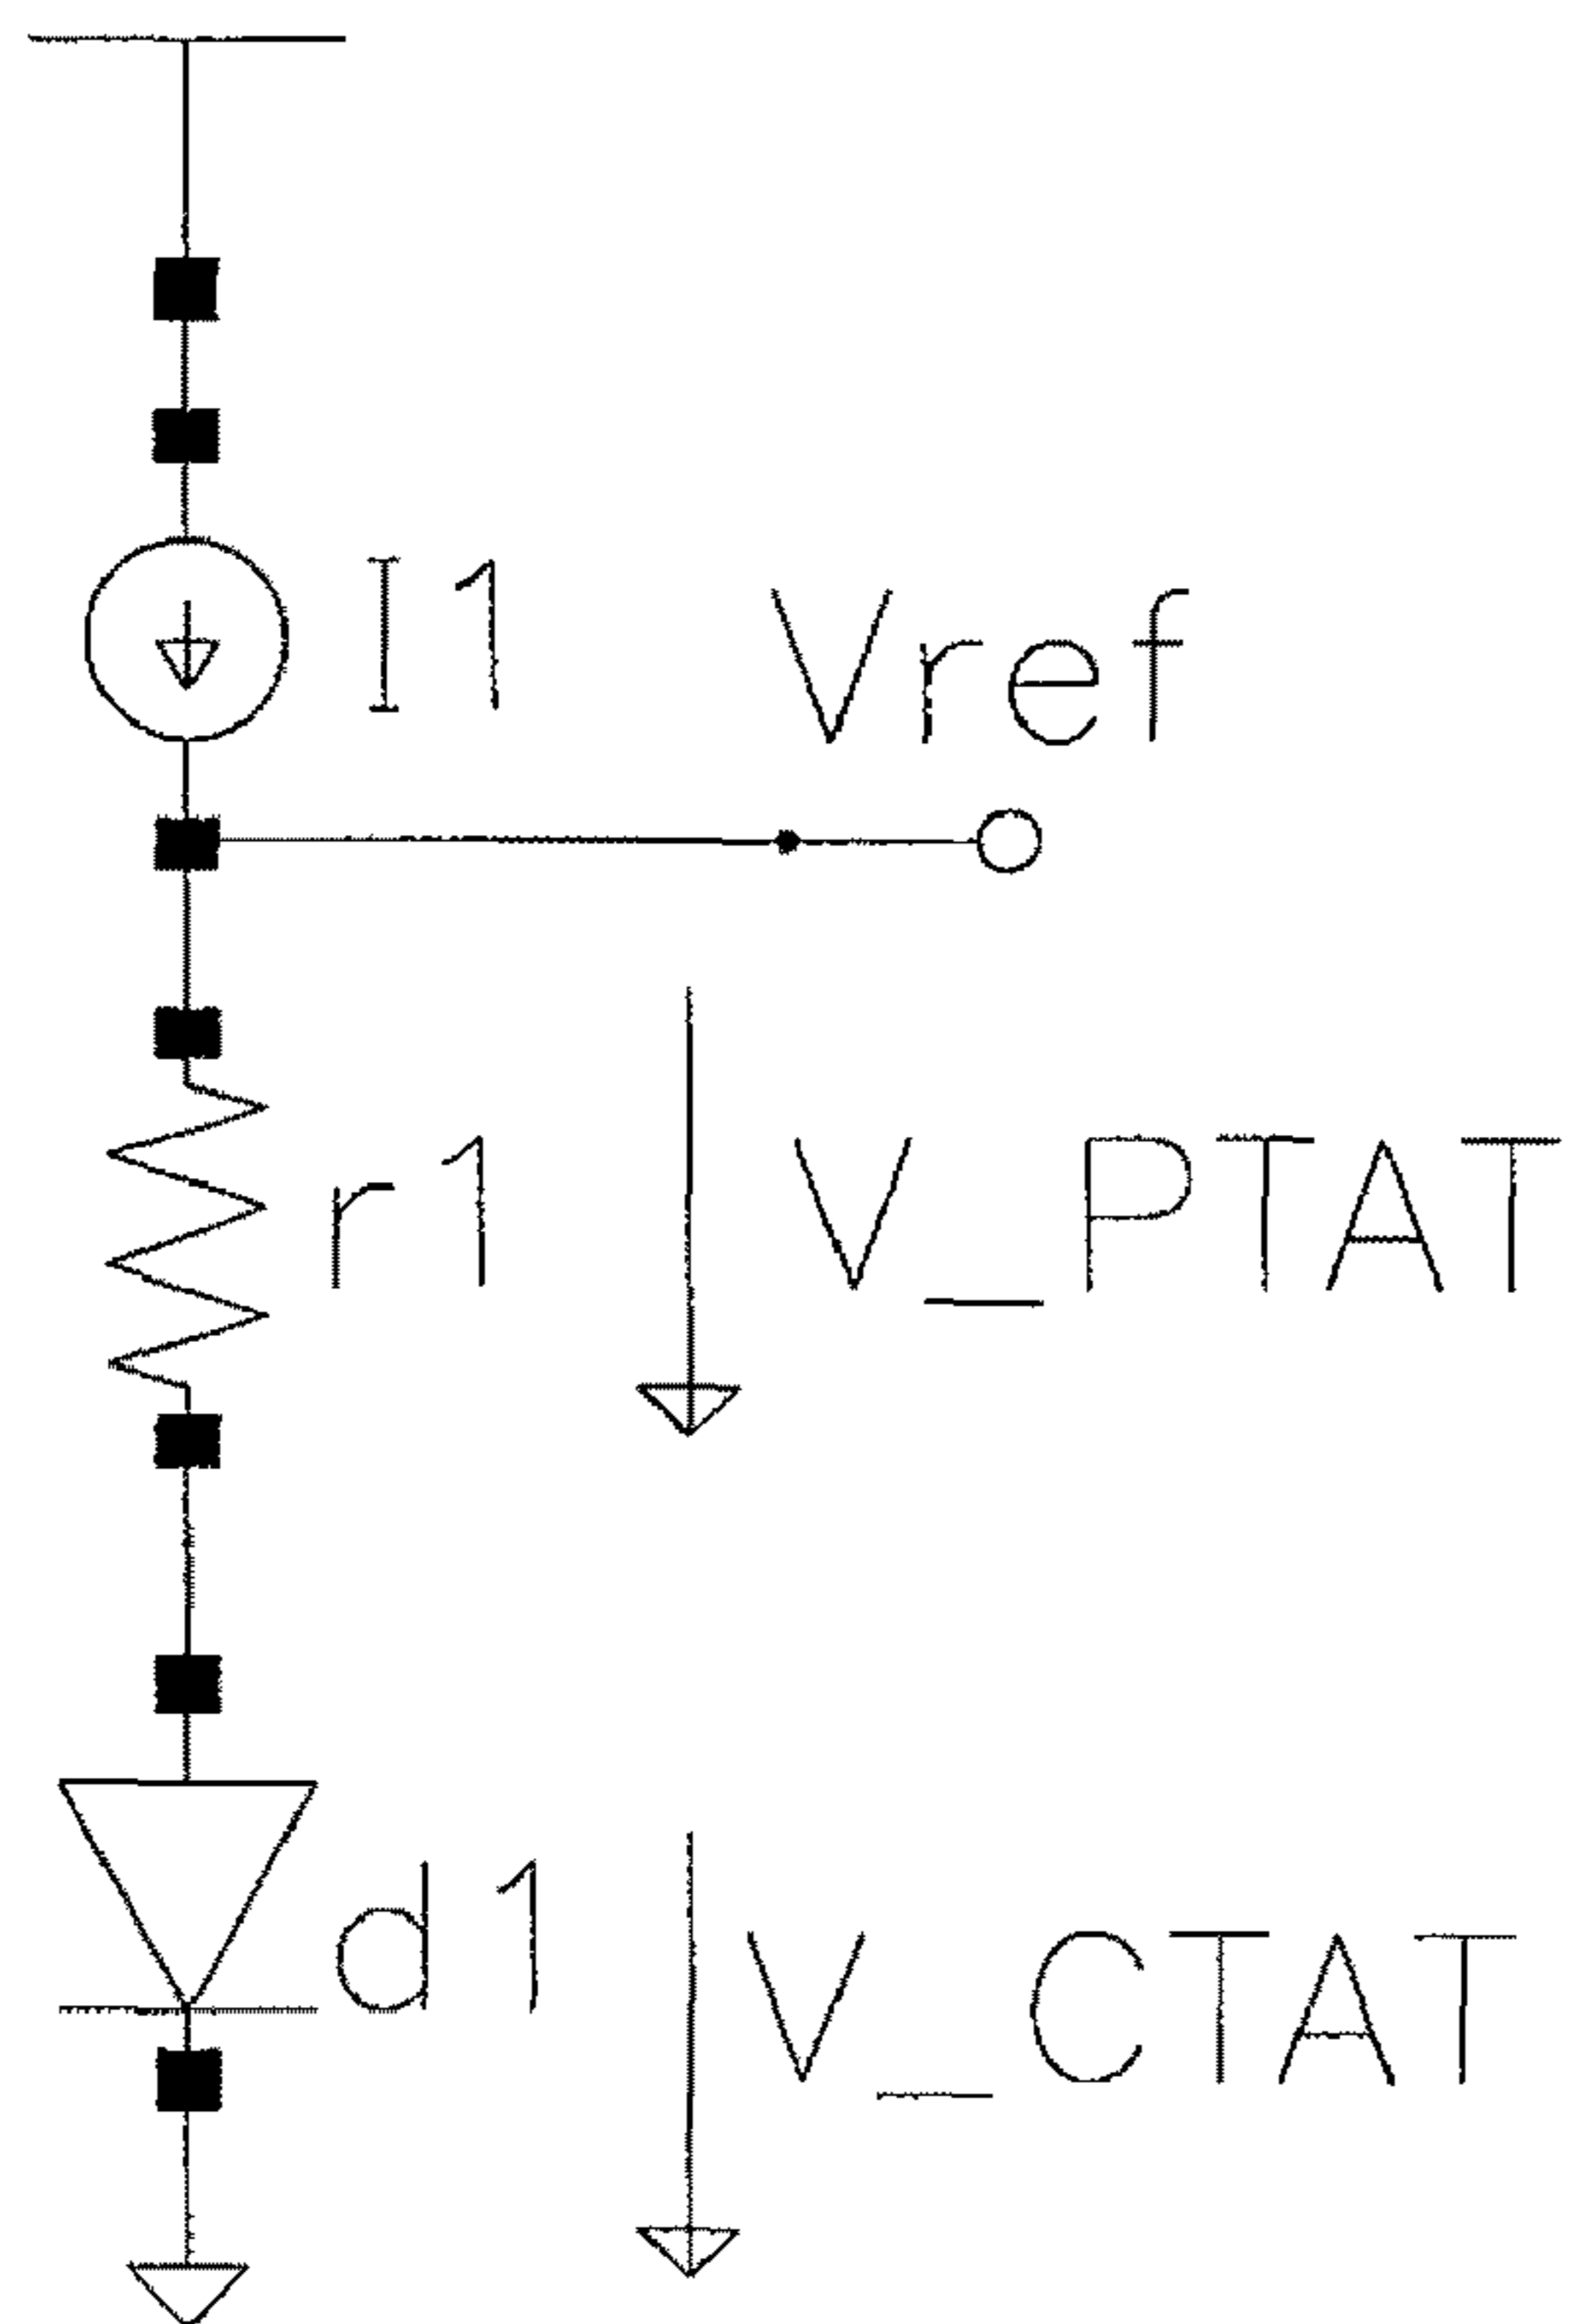 I1
Vref
r1
V_PTAT
d1
V_CTAT